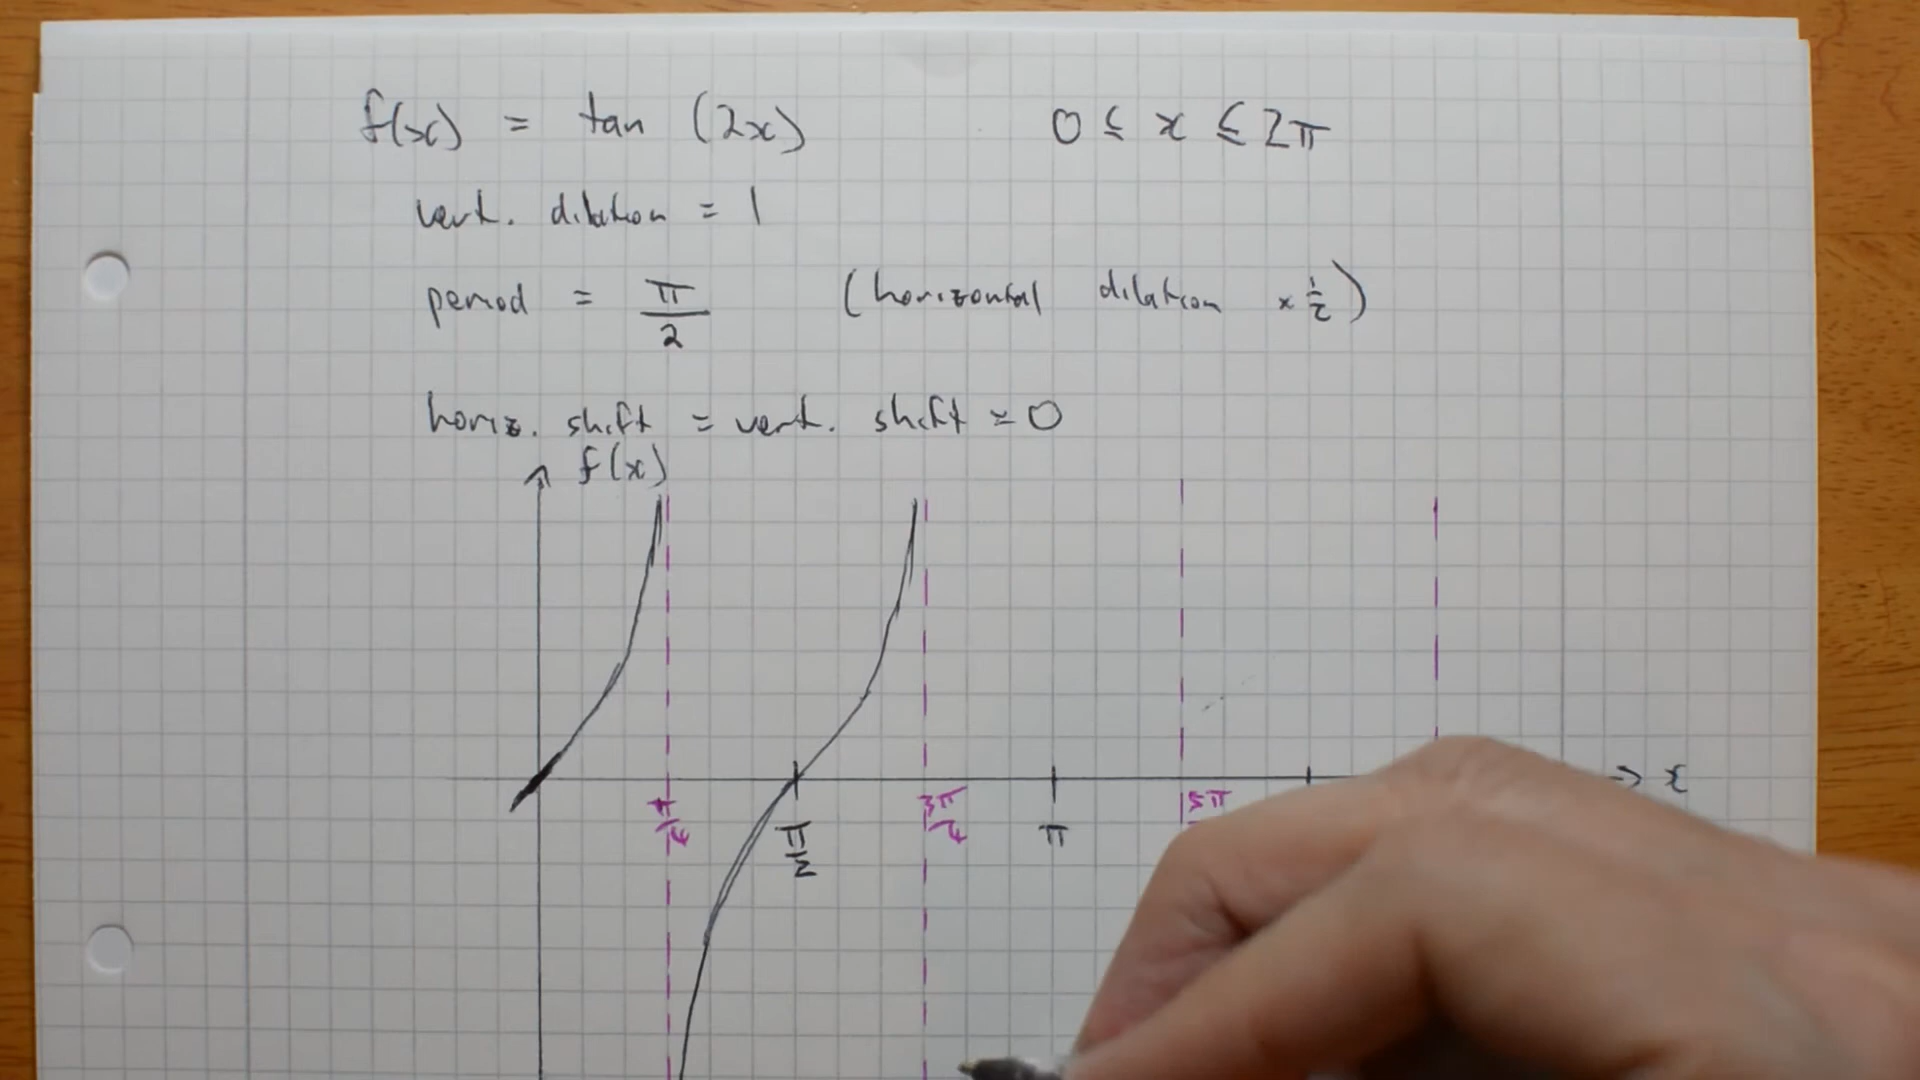 f(x) = tan (2x) 0 ≤ x ≤ 2π
vert. dilation = 1
period = π/2 (horizontal dilation × 1/2)
horiz. shift = vert. shift = 0
f(x)
x
π/4 π/2 3π/4 π 5π